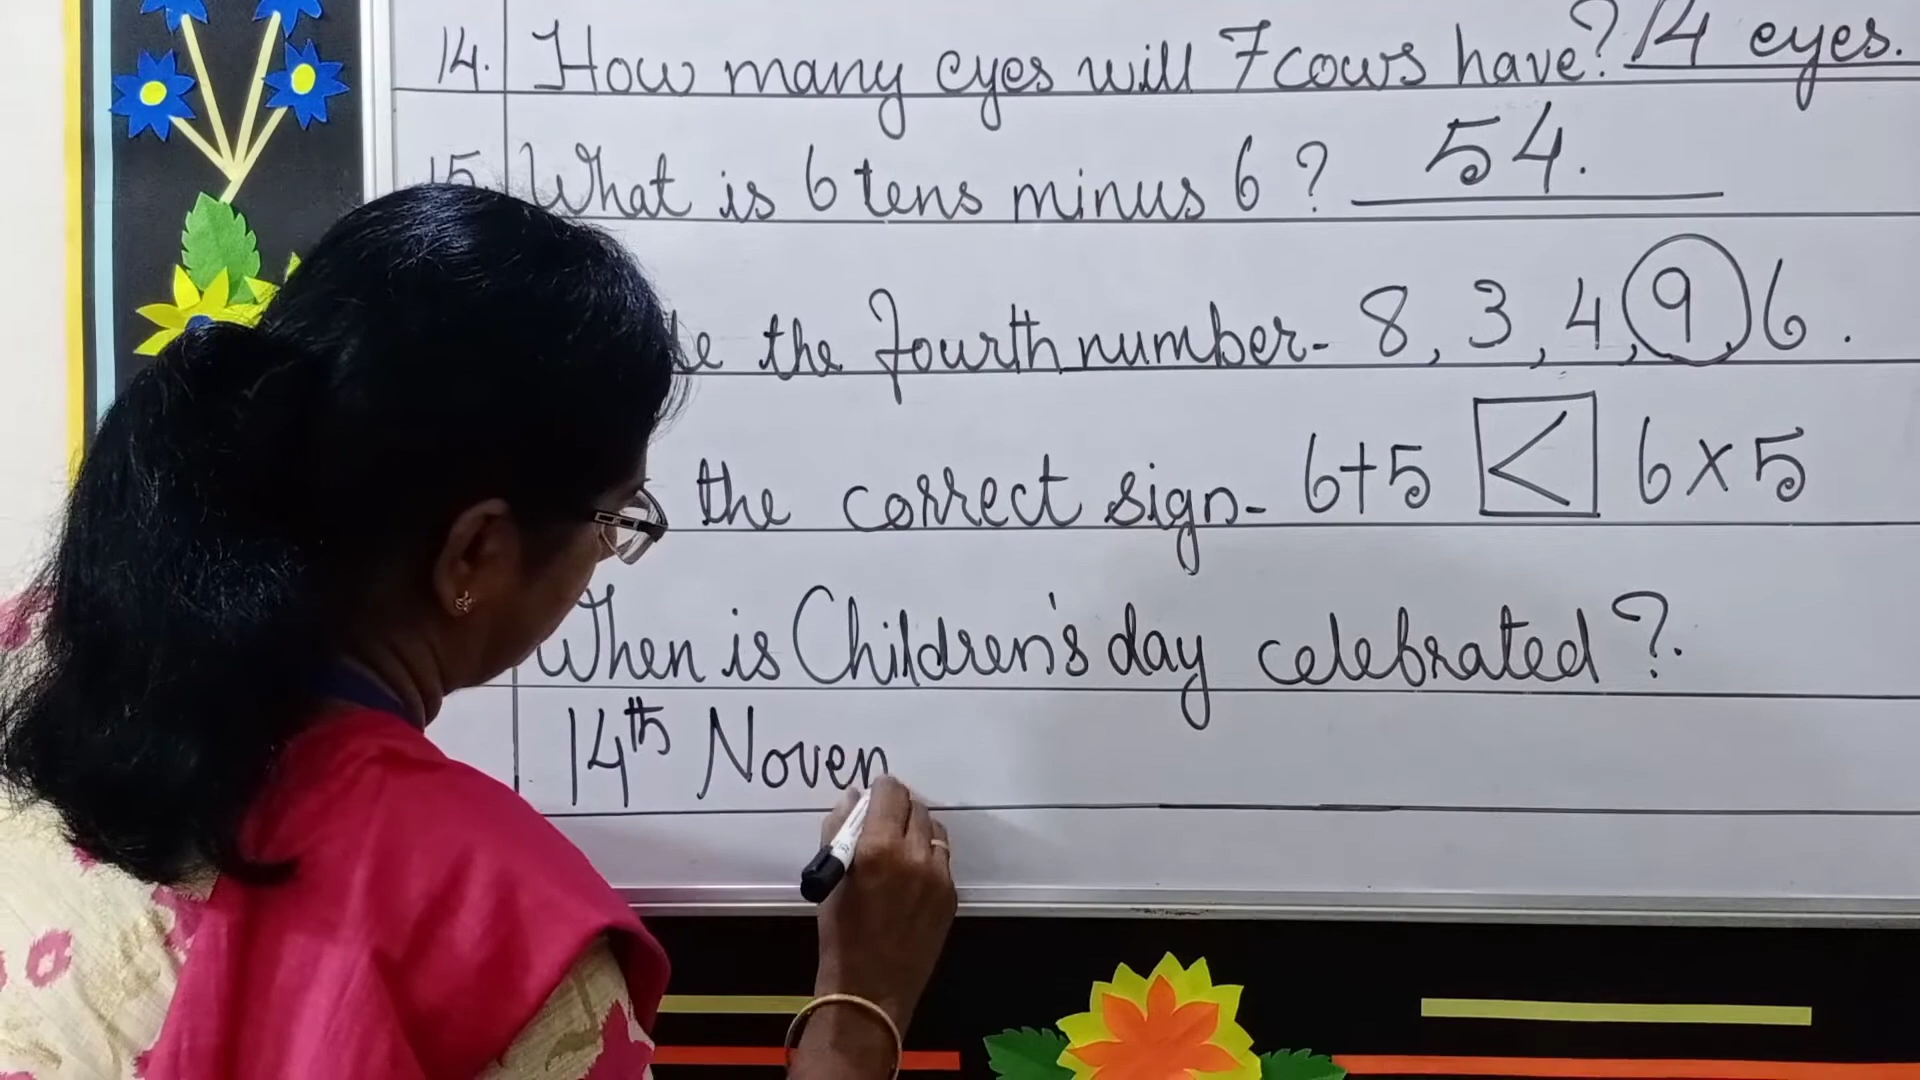 14. How many eyes will 7 cows have? 14 eyes.
15. What is 6 tens minus 6 ? 54.
the fourth number- 8, 3, 4, 9, 6.
the correct sign- 6+5 < 6×5
When is Children's day celebrated ?
14th Noven